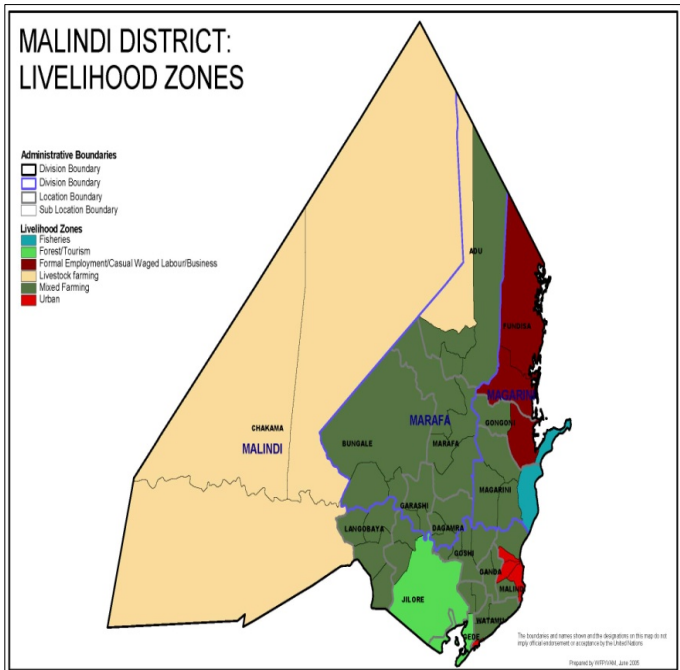 MALINDI DISTRICT:
LIVELIHOOD ZONES
Administrative Boundaries
Division Boundary
Division Boundary
Location Boundary
Sub Location Boundary
Livelihood Zones
Fisheries
Forest/Tourism
Formal Employment/Casual Waged Labour/Business
Livestock farming
Mixed Farming
Urban
ADU
FUNDISA
MAGARINI
GONGONI
MARAFA
CHAKAMA
MALINDI
BUNGALE
MARAFA
MAGARINI
GARASHI
LANGOBAYA
DAGAMRA
GOSHI
GANDA
MALINDI
JILORE
WATAMU
GEDE
The boundaries and names shown and the designations on this map do not
imply official endorsement or acceptance by the United Nations.
Prepared by WFP/VAM, June 2005